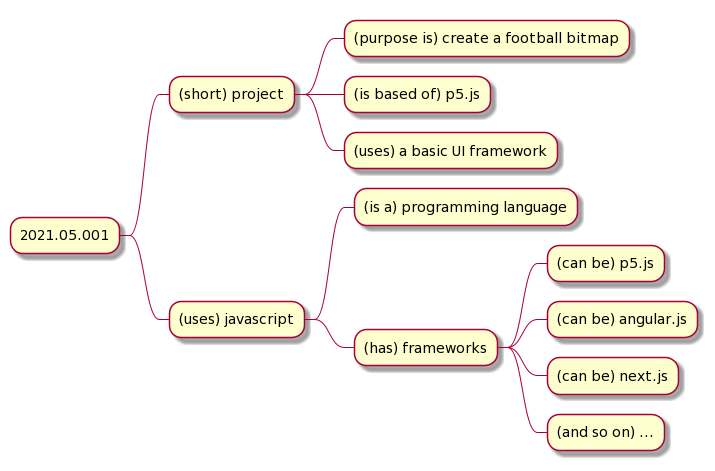 (purpose is) create a football bitmap
(short) project
(is based of) p5.js
(uses) a basic UI framework
(is a) programming language
2021.05.001
(can be) p5.js
(uses) javascript
(can be) angular.js
(has) frameworks
(can be) next.js
(and so on) ...